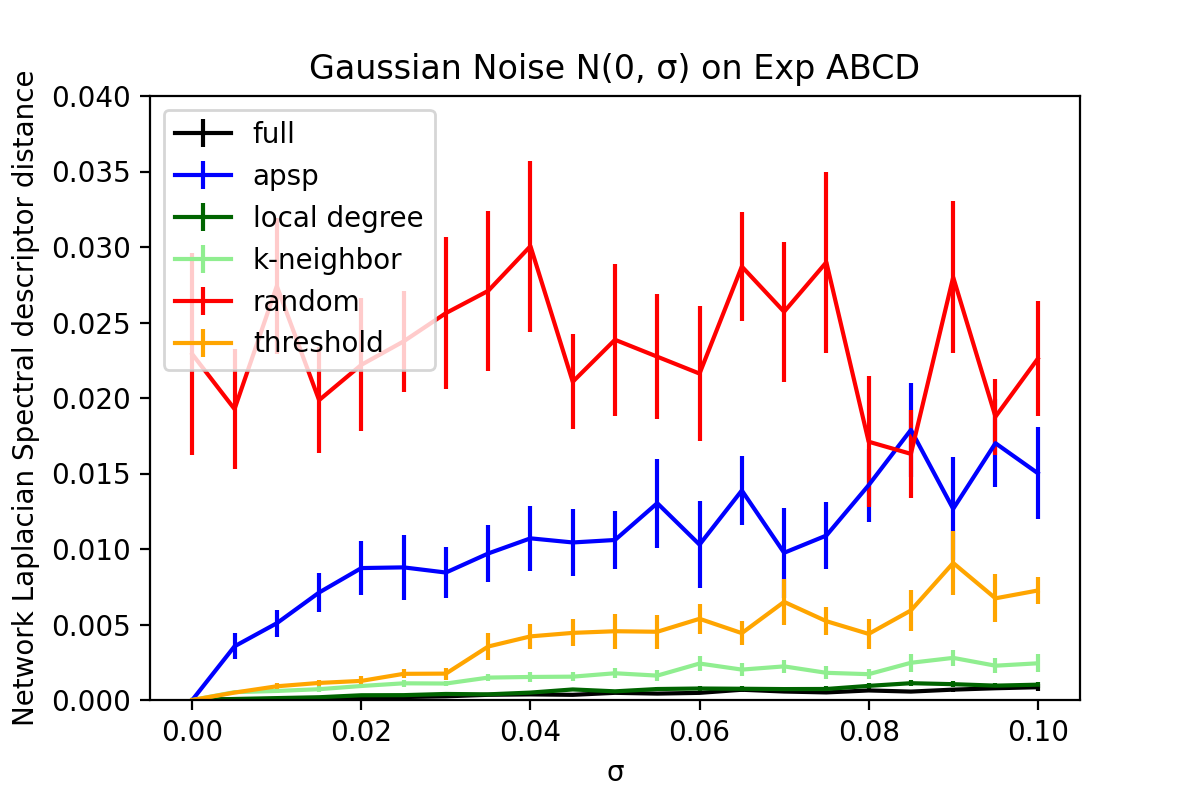 Gaussian Noise N(0, σ) on Exp ABCD
Network Laplacian Spectral descriptor distance
0.040
0.035
0.030
0.025
0.020
0.015
0.010
0.005
0.000
full
apsp
local degree
k-neighbor
random
threshold
0.00 0.02 0.04 0.06 0.08 0.10
σ